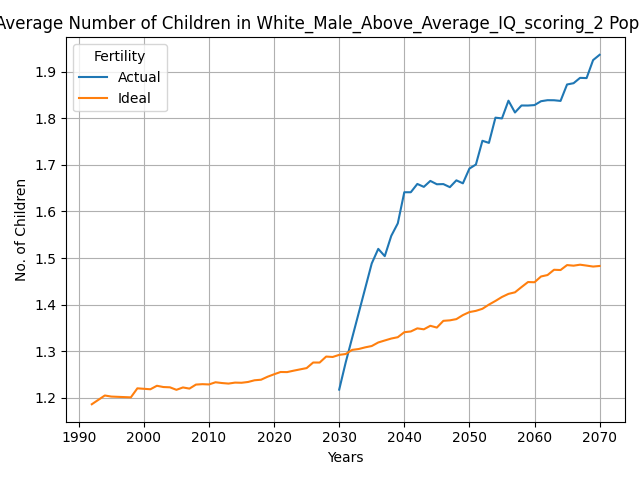 Average Number of Children in White_Male_Above_Average_IQ_scoring_2 Pop
Fertility
Actual
Ideal
1.9
1.8
1.7
1.6
1.5
1.4
1.3
1.2
No. of Children
1990 2000 2010 2020 2030 2040 2050 2060 2070
Years